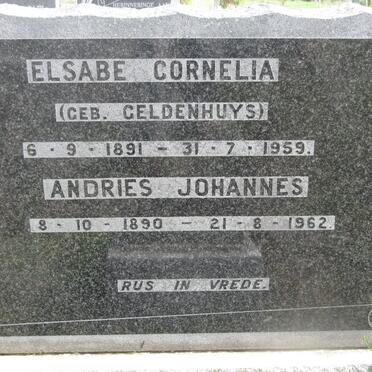 HERINNERINGE
ELSABE CORNELIA
(GEB. GELDENHUYS)
6-9-1891-31-7-1959.
ANDRIES JOHANNES
8-10-1890-21-8-1962.
RUS IN VREDE.